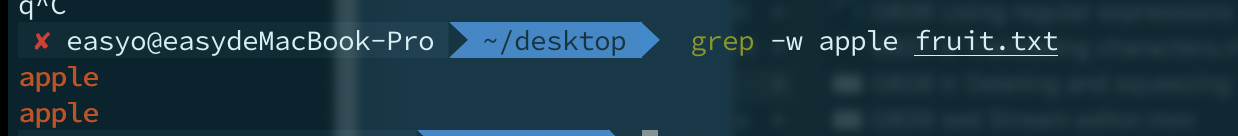 q^C
✘ easyo@easydeMacBook-Pro ~/desktop grep -w apple fruit.txt
apple
apple